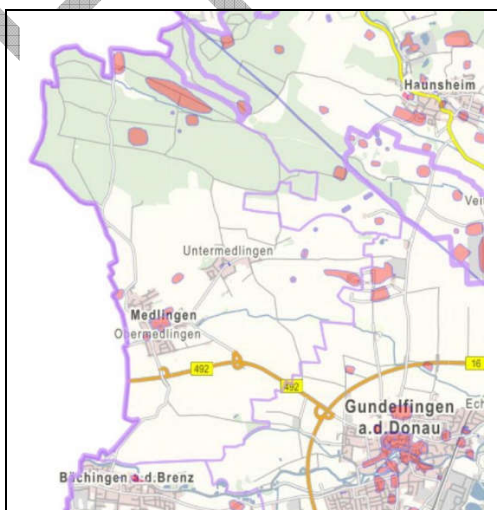 Haunsheim
Untermedlingen
Medlingen
Obermedlingen
492
492
16
Gundelfingen
a.d.Donau
Bächingen a.d.Brenz